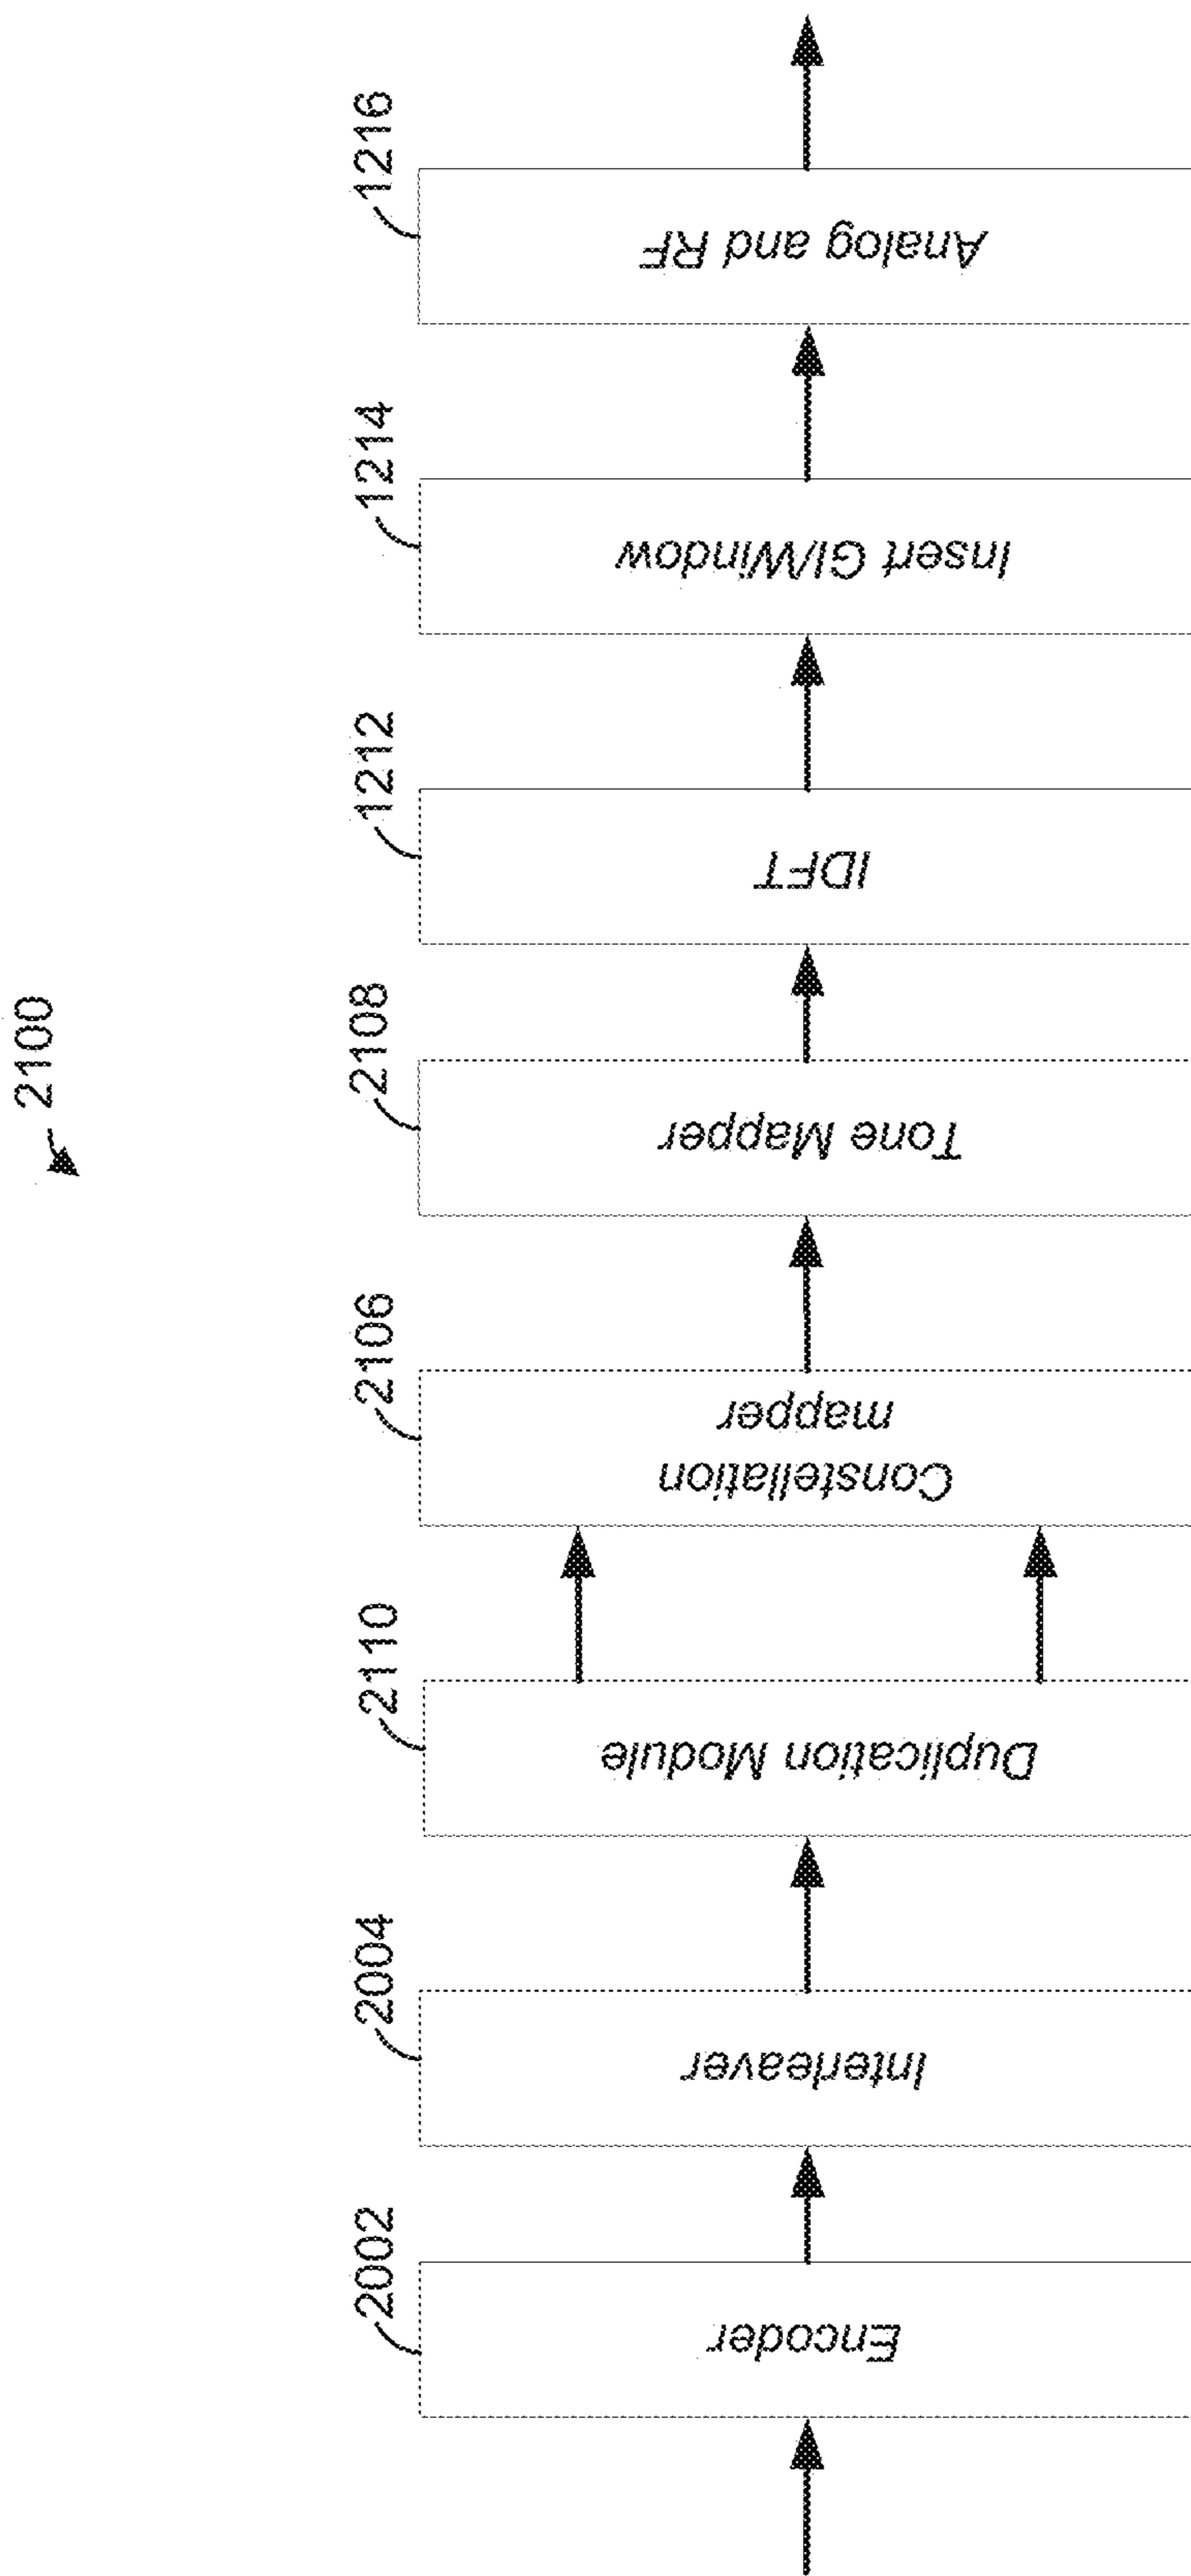 2100
2002
Encoder
2004
Interleaver
2110
Duplication Module
2106
Constellation
mapper
2108
Tone Mapper
1212
IDFT
1214
Insert GI/Window
1216
Analog and RF